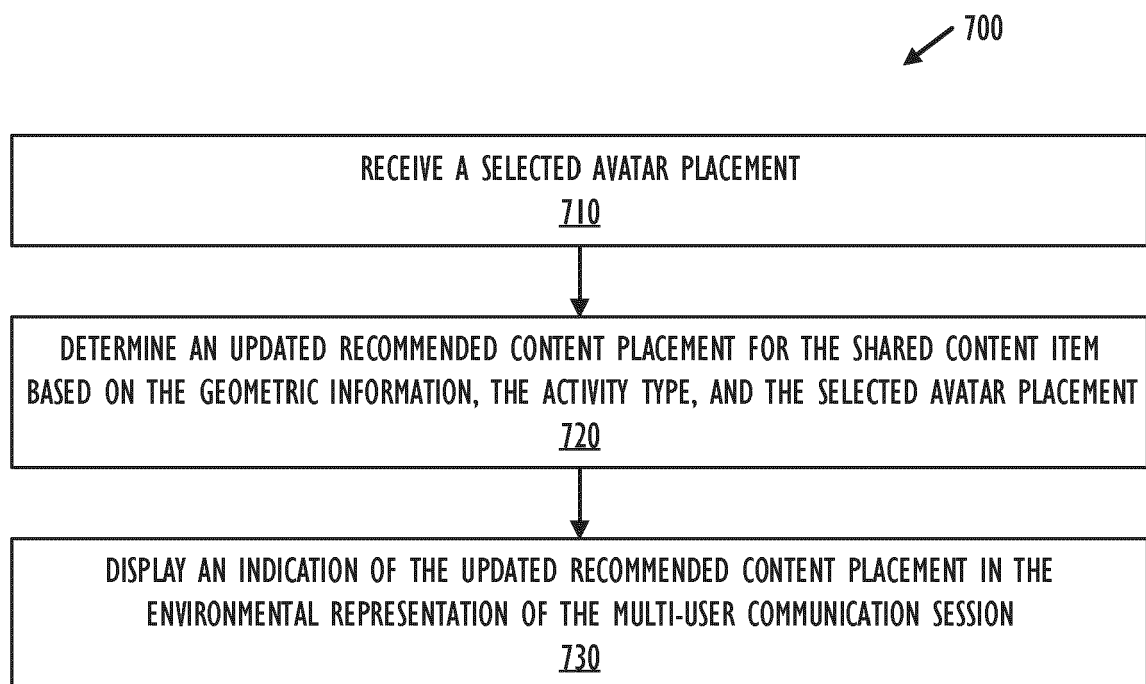 700
RECEIVE A SELECTED AVATAR PLACEMENT
710
DETERMINE AN UPDATED RECOMMENDED CONTENT PLACEMENT FOR THE SHARED CONTENT ITEM
BASED ON THE GEOMETRIC INFORMATION, THE ACTIVITY TYPE, AND THE SELECTED AVATAR PLACEMENT
720
DISPLAY AN INDICATION OF THE UPDATED RECOMMENDED CONTENT PLACEMENT IN THE
ENVIRONMENTAL REPRESENTATION OF THE MULTI-USER COMMUNICATION SESSION
730